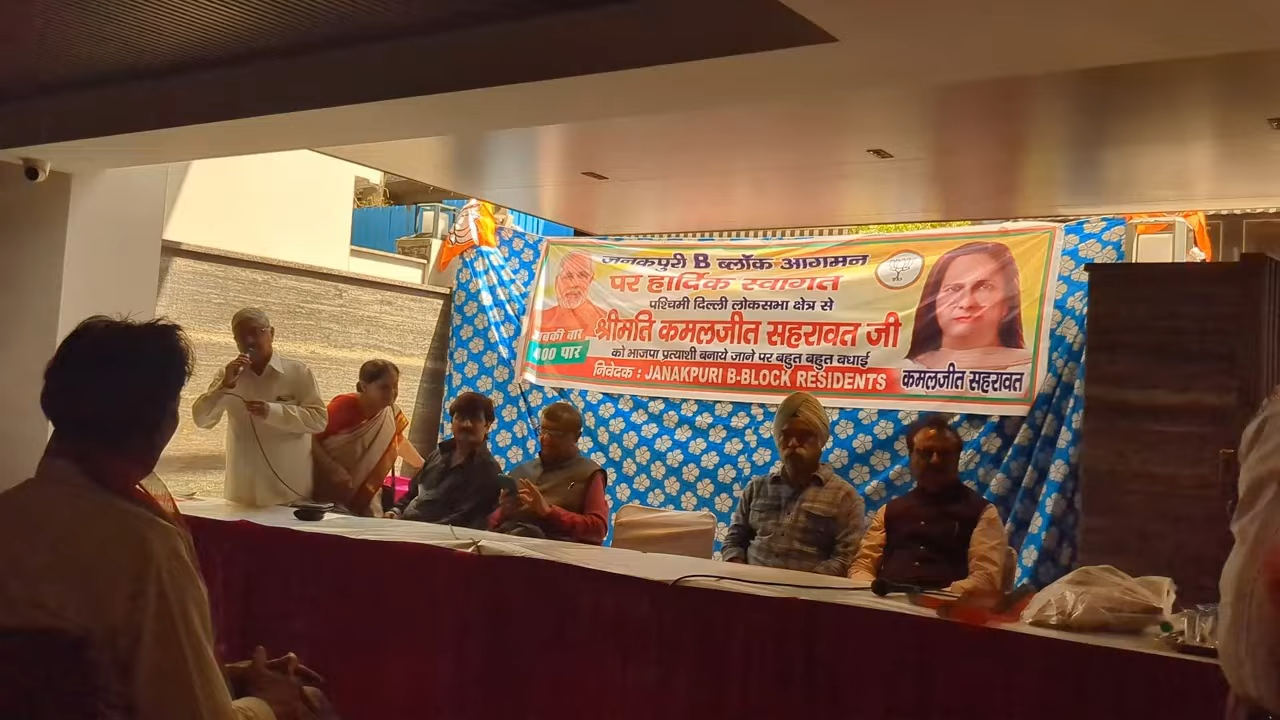 जनकपुरी B ब्लॉक आगमन
पर हार्दिक स्वागत
पश्चिमी दिल्ली लोकसभा क्षेत्र से
श्रीमति कमलजीत सहरावत जी
को भाजपा प्रत्याशी बनाये जाने पर बहुत बहुत बधाई
निवेदक : JANAKPURI B-BLOCK RESIDENTS
अबकी बार
400 पार
कमलजीत सहरावत